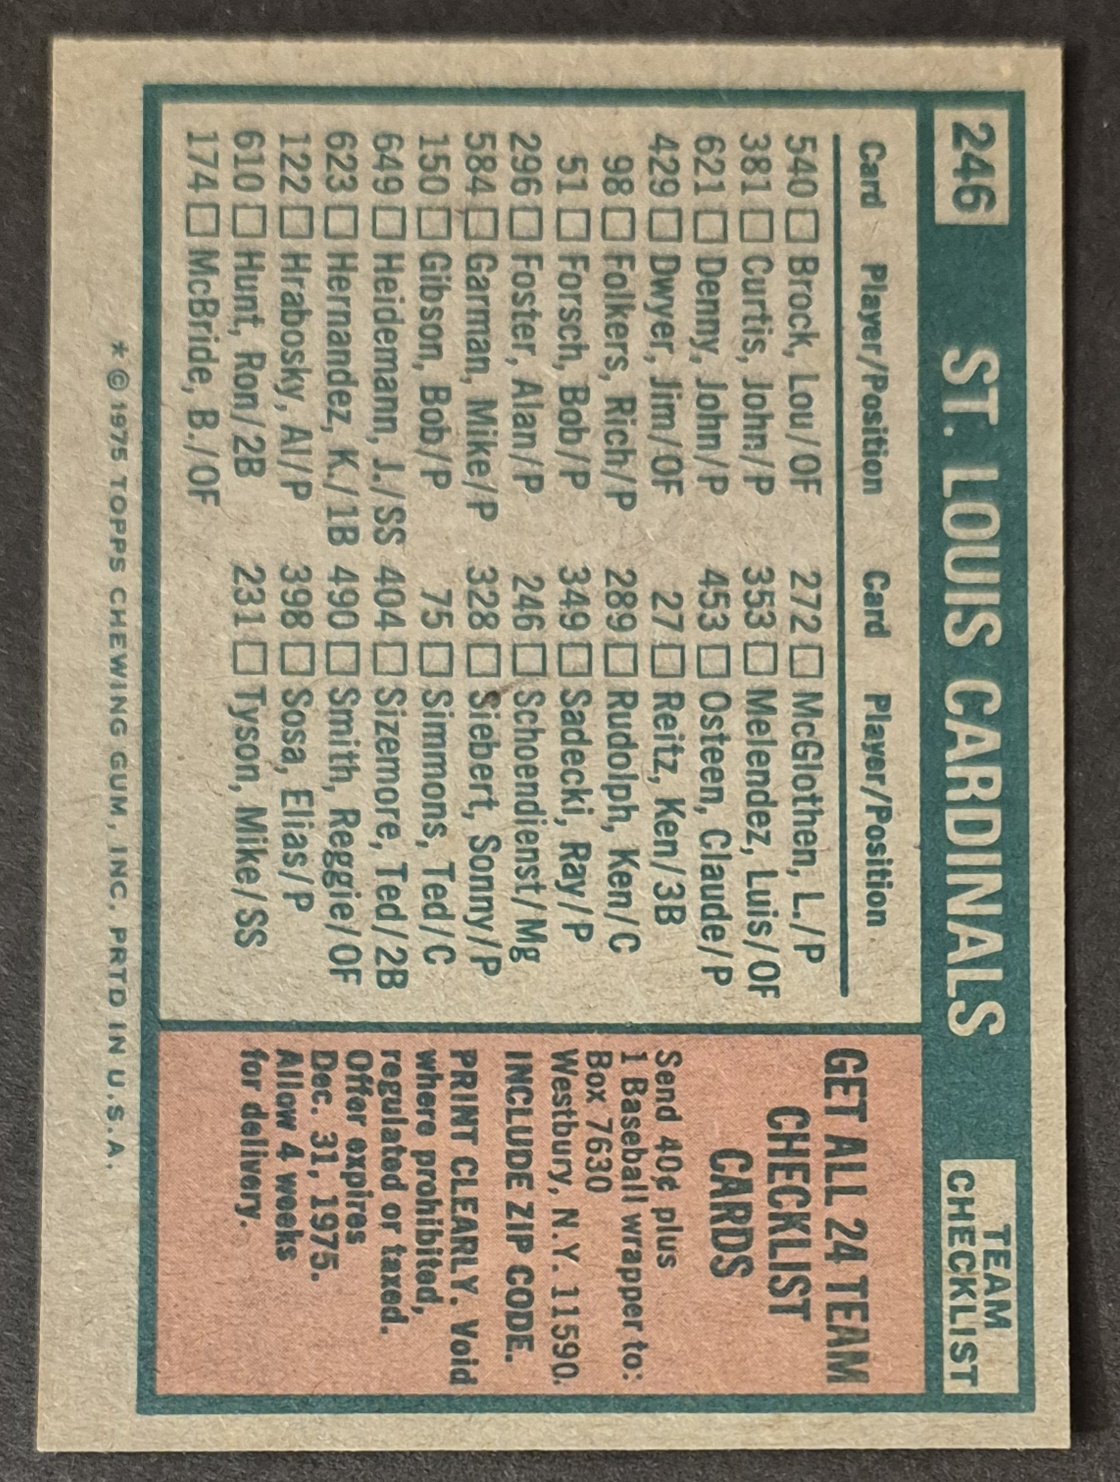 246 ST. LOUIS CARDINALS TEAM CHECKLIST
Card Player/Position Card Player/Position
540 □ Brock, Lou/OF 272 □ McGlothen, L./P
381 □ Curtis, John/P 353 □ Melendez, Luis/OF
621 □ Denny, John/P 453 □ Osteen, Claude/P
429 □ Dwyer, Jim/OF 27 □ Reitz, Ken/3B
98 □ Folkers, Rich/P 289 □ Rudolph, Ken/C
51 □ Forsch, Bob/P 349 □ Sadecki, Ray/P
296 □ Foster, Alan/P 246 □ Schoendienst/Mg
584 □ Garman, Mike/P 328 □ Siebert, Sonny/P
150 □ Gibson, Bob/P 75 □ Simmons, Ted/C
649 □ Heidemann, J./SS 404 □ Sizemore, Ted/2B
623 □ Hernandez, K./1B 490 □ Smith, Reggie/OF
122 □ Hrabosky, Al/P 398 □ Sosa, Elias/P
610 □ Hunt, Ron/2B 231 □ Tyson, Mike/SS
174 □ McBride, B./OF
GET ALL 24 TEAM
CHECKLIST
CARDS
Send 40¢ plus
1 Baseball wrapper to:
Box 7630
Westbury, N.Y. 11590.
INCLUDE ZIP CODE.
PRINT CLEARLY. Void
where prohibited,
regulated or taxed.
Offer expires
Dec. 31, 1975.
Allow 4 weeks
for delivery.
* © 1975 TOPPS CHEWING GUM, INC. PRTD IN U.S.A.